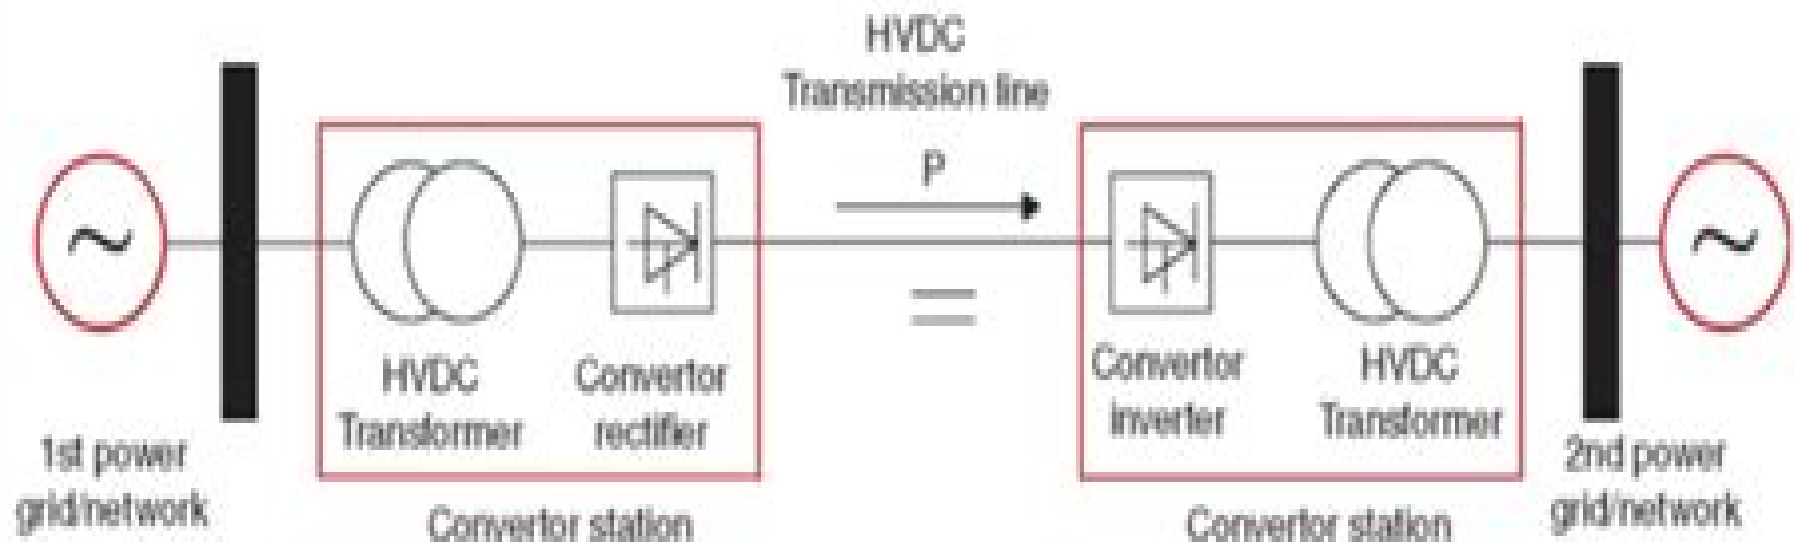 HVDC
Transmission line
P
HVDC
Transformer
Convertor
rectifier
Convertor
inverter
HVDC
Transformer
1st power
grid/network
Convertor station
Convertor station
2nd power
grid/network